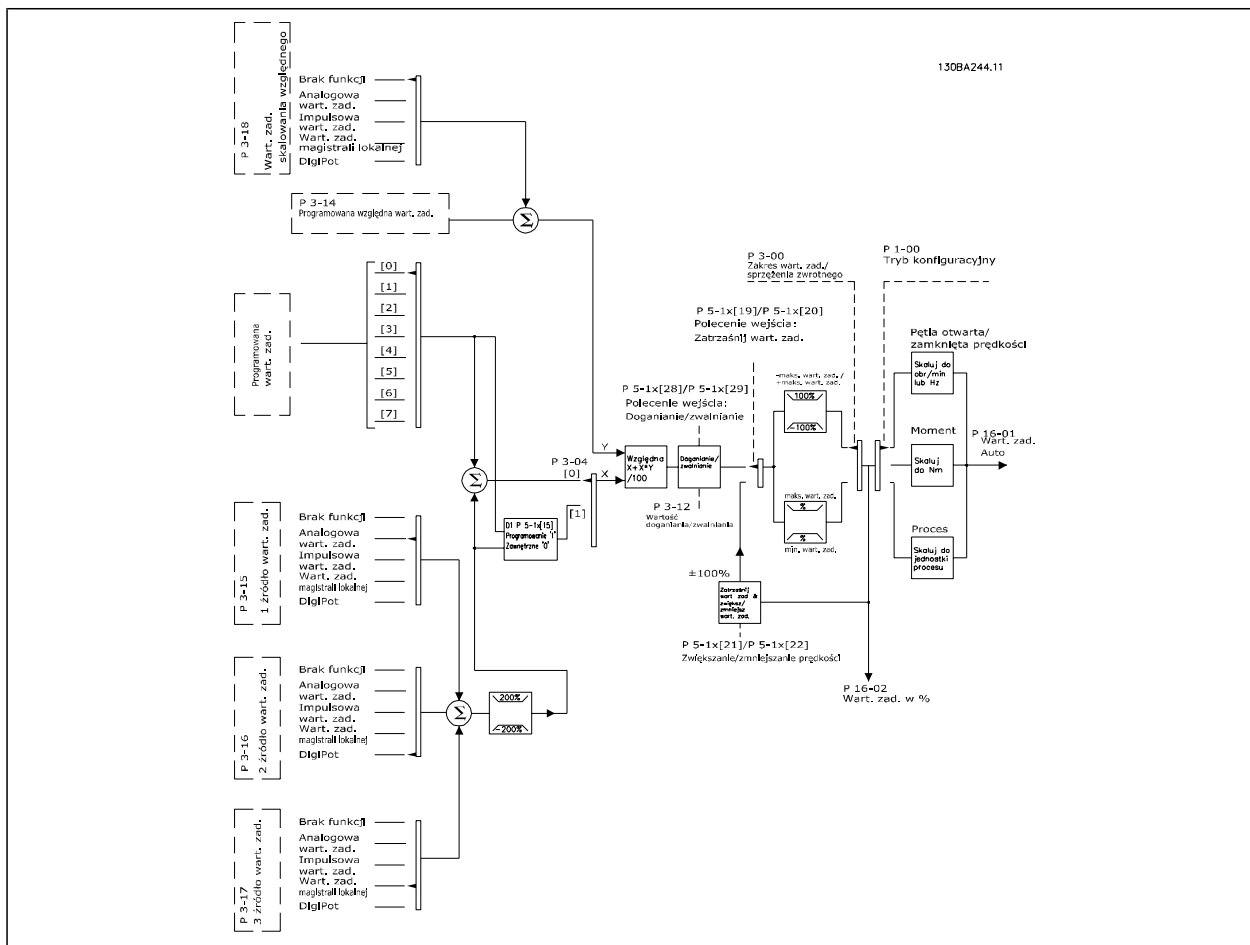 130BA244.11
P 3-18
Wart. zad.
skalowania względnego
Brak funkcji
Analogowa
wart. zad.
Impulsowa
wart. zad.
Wart. zad.
magistrali lokalnej
DigiPot
P 3-14
Programowana względna wart. zad.
Σ
Programowana
wart. zad.
[0]
[1]
[2]
[3]
[4]
[5]
[6]
[7]
P 3-15
1 źródło wart. zad.
Brak funkcji
Analogowa
wart. zad.
Impulsowa
wart. zad.
Wart. zad.
magistrali lokalnej
DigiPot
P 3-16
2 źródło wart. zad.
Brak funkcji
Analogowa
wart. zad.
Impulsowa
wart. zad.
Wart. zad.
magistrali lokalnej
DigiPot
P 3-17
3 źródło wart. zad.
Brak funkcji
Analogowa
wart. zad.
Impulsowa
wart. zad.
Wart. zad.
magistrali lokalnej
DigiPot
Σ
200%
-200%
Σ
D1 P 5-1x[15]
Programowanie "1"
Zewnętrzne "0"
P 3-04
[0]
[1]
Y
X
Względna
X+X*Y
/100
P 5-1x[28]/P 5-1x[29]
Polecenie wejścia:
Doganianie/zwalnianie
Doganianie/
zwalnianie
P 3-12
Wartość
doganiania/zwalniania
P 5-1x[19]/P 5-1x[20]
Polecenie wejścia:
Zatrzaśnij wart. zad.
P 3-00
Zakres wart. zad./
sprzężenia zwrotnego
P 1-00
Tryb konfiguracyjny
-maks. wart. zad./
+maks. wart. zad.
100%
-100%
maks. wart. zad.
%
%
min. wart. zad.
±100%
Zatrzaśnij
wart. zad &
zwiększ/
zmniejsz
wart. zad.
P 5-1x[21]/P 5-1x[22]
Zwiększanie/zmniejszanie prędkości
P 16-02
Wart. zad. w %
Pętla otwarta/
zamknięta prędkości
Skaluj do
obr/min
lub Hz
Moment
Skaluj
do Nm
Proces
Skaluj do
jednostki
procesu
P 16-01
Wart. zad.
Auto